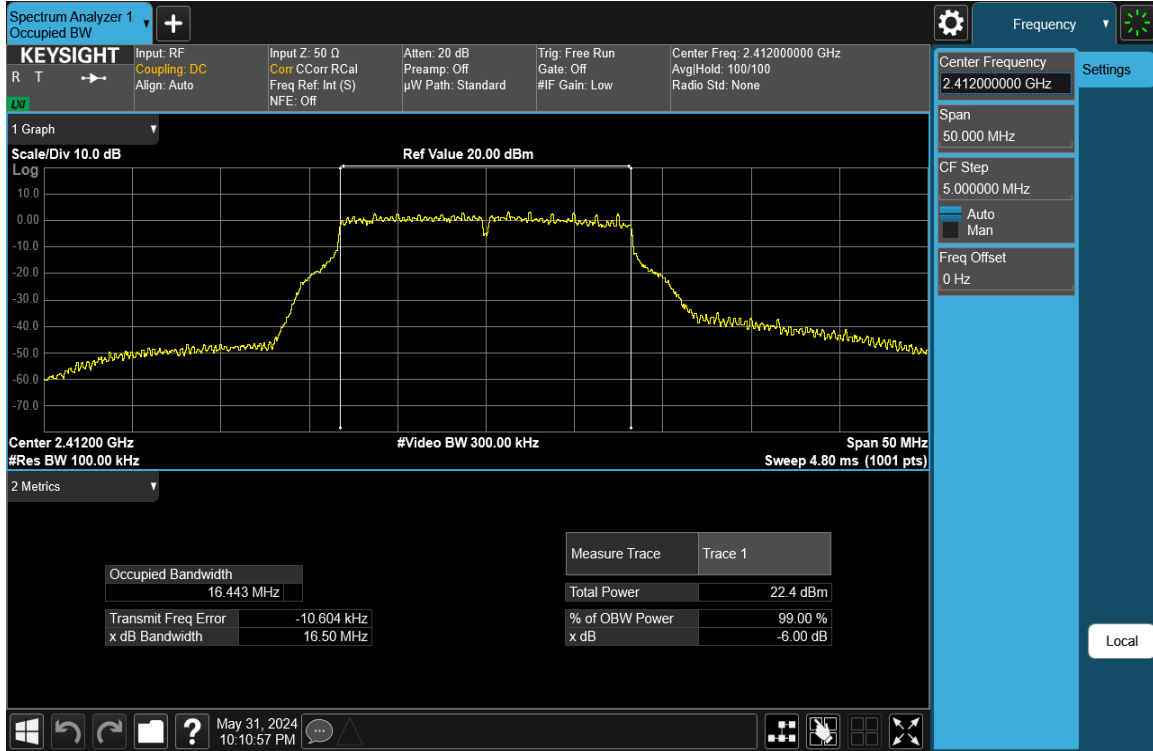 Spectrum Analyzer 1
Occupied BW
Frequency
KEYSIGHT
R T
LXI
Input: RF
Coupling: DC
Align: Auto
Input Z: 50 Ω
Corr CCorr RCal
Freq Ref: Int (S)
NFE: Off
Atten: 20 dB
Preamp: Off
µW Path: Standard
Trig: Free Run
Gate: Off
#IF Gain: Low
Center Freq: 2.412000000 GHz
Avg|Hold: 100/100
Radio Std: None
Center Frequency
2.412000000 GHz
Settings
Span
50.000 MHz
CF Step
5.000000 MHz
Auto
Man
Freq Offset
0 Hz
Local
1 Graph
Scale/Div 10.0 dB
Ref Value 20.00 dBm
Log
10.0
0.00
-10.0
-20.0
-30.0
-40.0
-50.0
-60.0
-70.0
Center 2.41200 GHz
#Video BW 300.00 kHz
Span 50 MHz
#Res BW 100.00 kHz
Sweep 4.80 ms (1001 pts)
2 Metrics
Measure Trace Trace 1
Occupied Bandwidth
16.443 MHz
Total Power 22.4 dBm
Transmit Freq Error -10.604 kHz
% of OBW Power 99.00 %
x dB Bandwidth 16.50 MHz
x dB -6.00 dB
?
May 31, 2024
10:10:57 PM